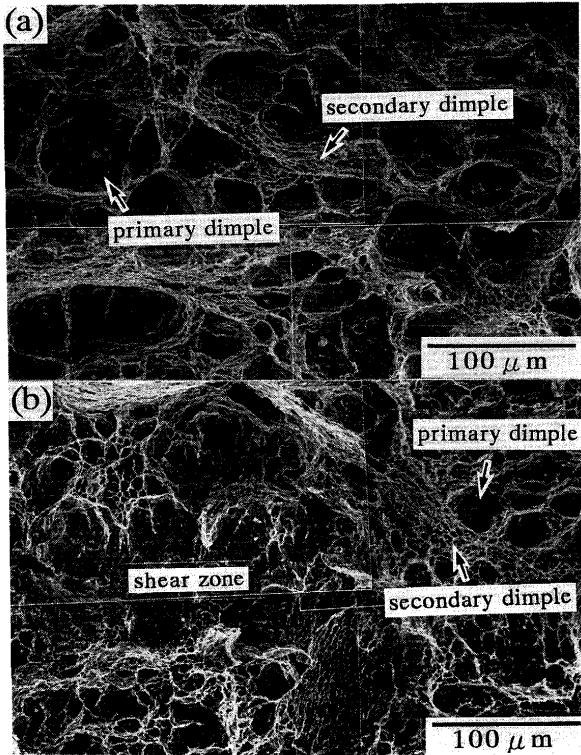 (a)
secondary dimple
primary dimple
100 μm
(b)
primary dimple
shear zone
secondary dimple
100 μm